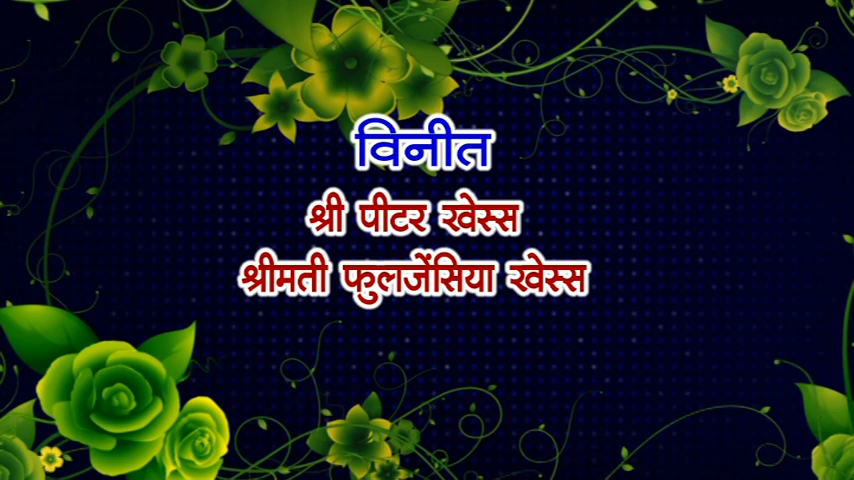 विनीत
श्री पीटर खेस्स
श्रीमती फुलजेंसिया खेस्स